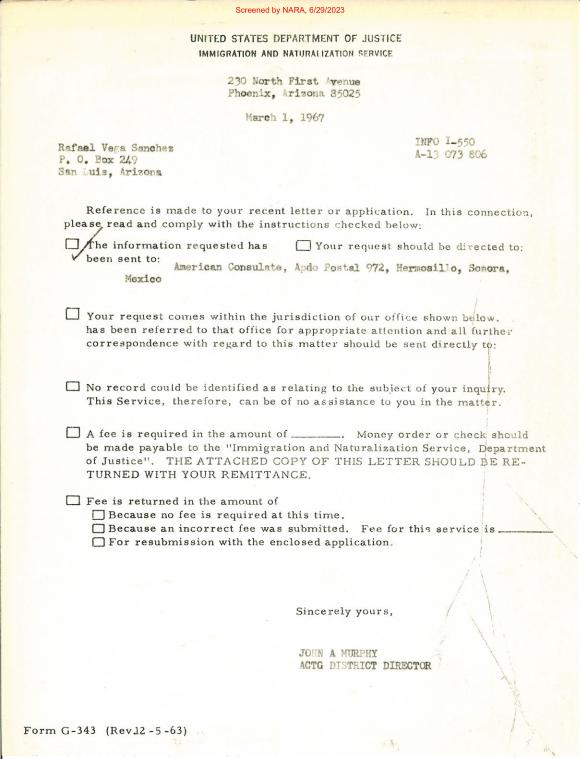 Screened by NARA, 6/29/2023
UNITED STATES DEPARTMENT OF JUSTICE
IMMIGRATION AND NATURALIZATION SERVICE
230 North First Avenue
Phoenix, Arizona 85025
March 1, 1967
INFO I-550
Rafael Vega Sanchez
A-13 073 806
P. O. Box 249
San Luis, Arizona
Reference is made to your recent letter or application. In this connection,
please read and comply with the instructions checked below:
The information requested has Your request should be directed to:
been sent to:
American Consulate, Apdo Postal 972, Hermosillo, Sonora,
Mexico
Your request comes within the jurisdiction of our office shown below.
has been referred to that office for appropriate attention and all further
correspondence with regard to this matter should be sent directly to:
No record could be identified as relating to the subject of your inquiry.
This Service, therefore, can be of no assistance to you in the matter.
A fee is required in the amount of ________. Money order or check should
be made payable to the "Immigration and Naturalization Service, Department
of Justice". THE ATTACHED COPY OF THIS LETTER SHOULD BE RE-
TURNED WITH YOUR REMITTANCE.
Fee is returned in the amount of
Because no fee is required at this time.
Because an incorrect fee was submitted. Fee for this service is ________
For resubmission with the enclosed application.
Sincerely yours,
JOHN A MURPHY
ACTG DISTRICT DIRECTOR
Form G-343 (Rev.12-5-63)